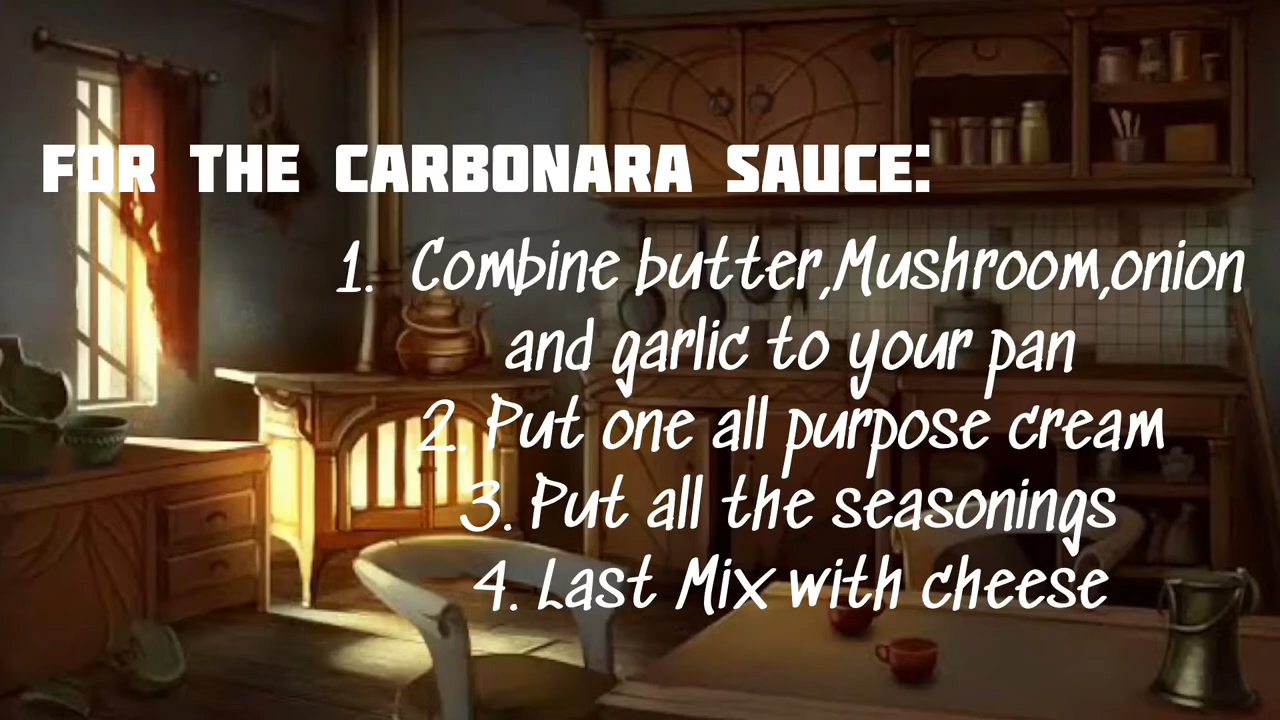 FOR THE CARBONARA SAUCE:
1. Combine butter,Mushroom,onion
and garlic to your pan
2. Put one all purpose cream
3. Put all the seasonings
4. Last Mix with cheese